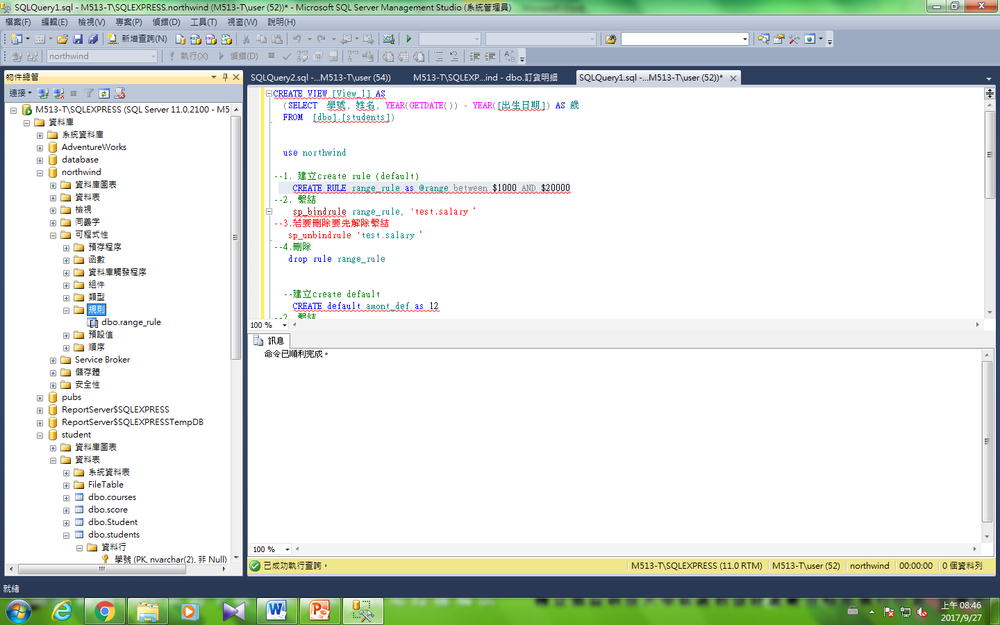 SQLQuery1.sql - M513-T\SQLEXPRESS.northwind (M513-T\user (52))* - Microsoft SQL Server Management Studio (系統管理員)
檔案(F) 編輯(E) 檢視(V) 專案(P) 偵錯(D) 工具(T) 視窗(W) 說明(H)
新增查詢(N)
northwind 執行(X) 偵錯(D)
物件總管
連接
M513-T\SQLEXPRESS (SQL Server 11.0.2100 - M5
資料庫
系統資料庫
AdventureWorks
database
northwind
資料庫圖表
資料表
檢視
同義字
可程式性
預存程序
函數
資料庫觸發程序
組件
類型
規則
dbo.range_rule
預設值
順序
Service Broker
儲存體
安全性
pubs
ReportServer$SQLEXPRESS
ReportServer$SQLEXPRESSTempDB
student
資料庫圖表
資料表
系統資料表
FileTable
dbo.courses
dbo.score
dbo.Student
dbo.students
資料行
學號 (PK, nvarchar(2), 非 Null)
SQLQuery2.sql -...M513-T\user (54)) M513-T\SQLEXP...ind - dbo.訂貨明細 SQLQuery1.sql -...M513-T\user (52))*
CREATE VIEW [View_1] AS
(SELECT 學號, 姓名, YEAR(GETDATE()) - YEAR([出生日期]) AS 歲
FROM [dbo].[students])
use northwind
--1. 建立create rule (default)
CREATE RULE range_rule as @range between $1000 AND $20000
--2. 繫結
sp_bindrule range_rule, 'test.salary ‘
--3.若要刪除要先解除繫結
sp_unbindrule 'test.salary ‘
--4.刪除
drop rule range_rule
--建立create default
CREATE default amont_def as 12
--2. 繫結
100 %
訊息
命令已順利完成。
100 %
已成功執行查詢。 M513-T\SQLEXPRESS (11.0 RTM) M513-T\user (52) northwind 00:00:00 0 個資料列
就緒
上午 08:46
2017/9/27